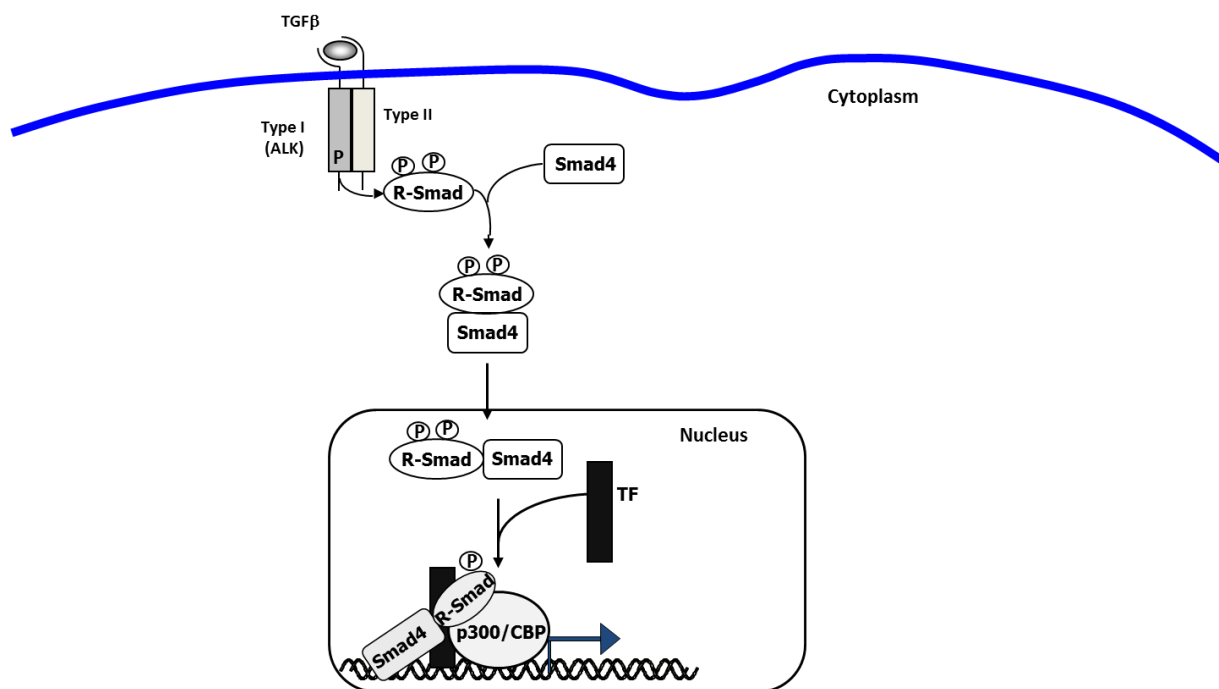 TGFβ
Cytoplasm
Type I
(ALK)
Type II
P
P P
R-Smad
Smad4
P P
R-Smad
Smad4
Nucleus
P P
R-Smad
Smad4
TF
P
R-Smad
Smad4
p300/CBP